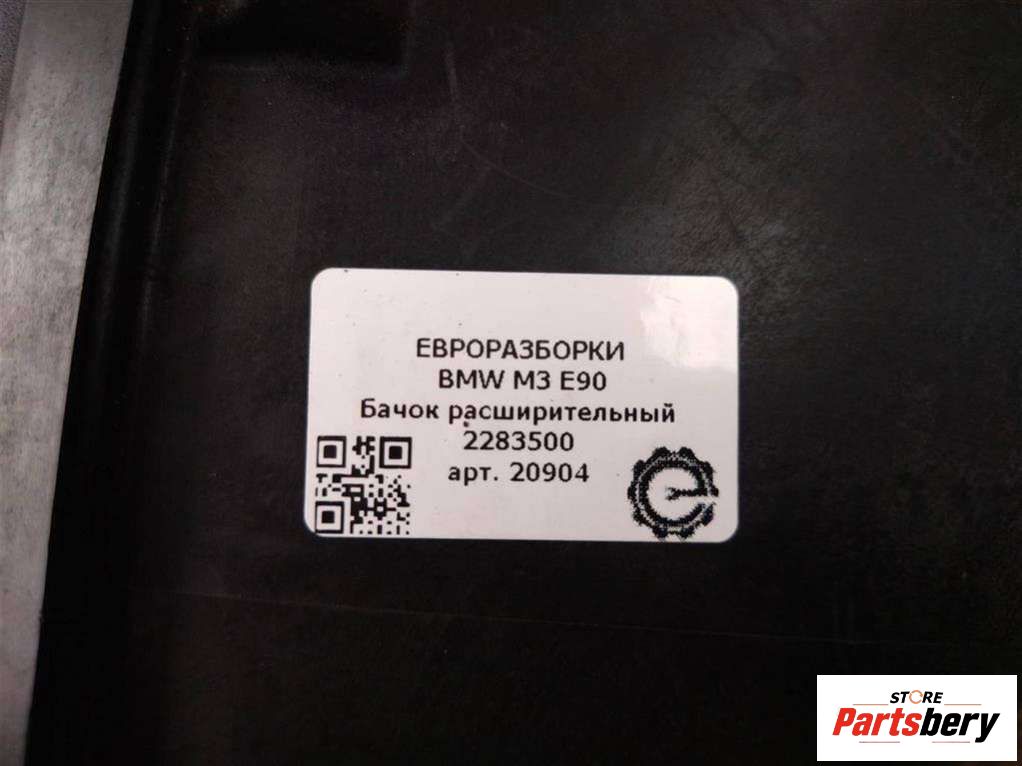 ЕВРОРАЗБОРКИ
BMW M3 E90
Бачок расширительный
2283500
арт. 20904
STORE
Partsbery